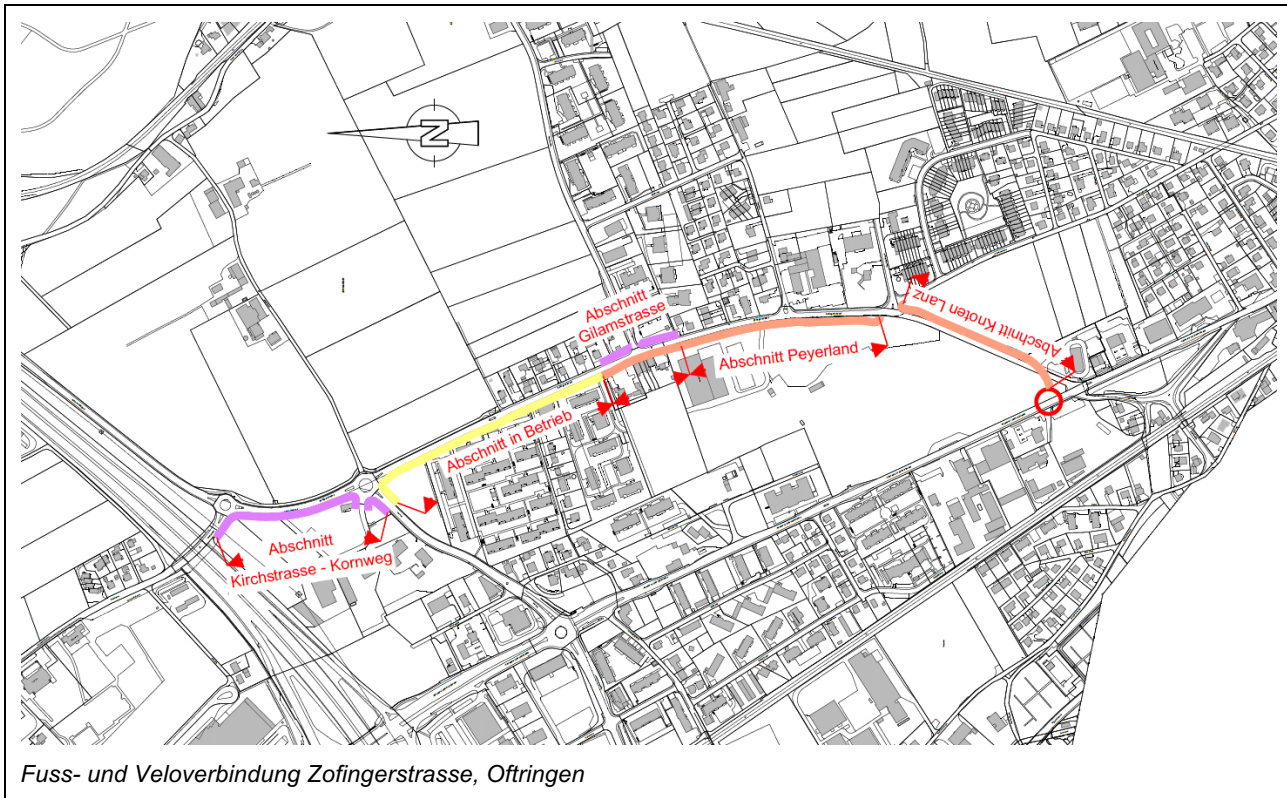 N
Abschnitt
Gilamstrasse
Abschnitt Knoten Lanz
Abschnitt Peyerland
Abschnitt in Betrieb
Abschnitt
Kirchstrasse - Kornweg
Fuss- und Veloverbindung Zofingerstrasse, Oftringen